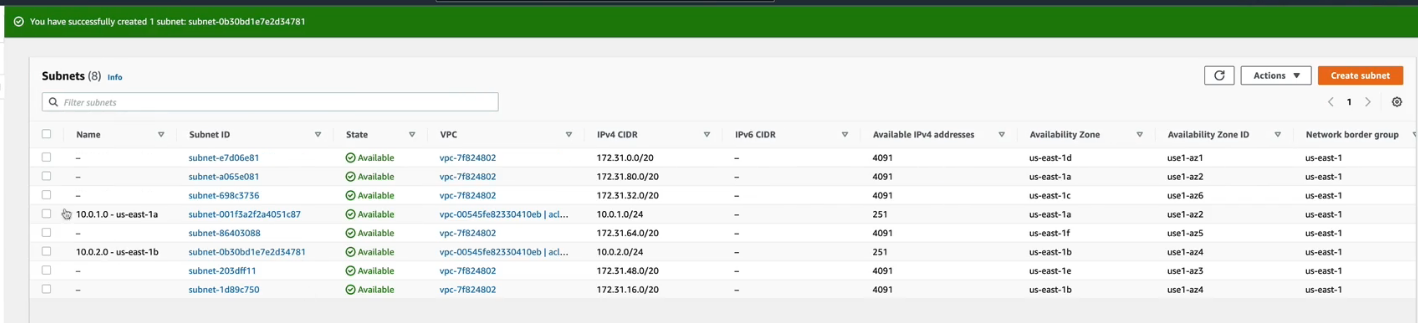 You have successfully created 1 subnet: subnet-0b30bd1e7e2d34781
Subnets (8) Info
Actions ▼ Create subnet
Filter subnets
1
Name Subnet ID State VPC IPv4 CIDR IPv6 CIDR Available IPv4 addresses Availability Zone Availability Zone ID Network border group
– subnet-e7d06e81 Available vpc-7f824802 172.31.0.0/20 – 4091 us-east-1d use1-az1 us-east-1
– subnet-a065e081 Available vpc-7f824802 172.31.80.0/20 – 4091 us-east-1a use1-az2 us-east-1
– subnet-698c3736 Available vpc-7f824802 172.31.32.0/20 – 4091 us-east-1c use1-az6 us-east-1
10.0.1.0 - us-east-1a subnet-001f3a2f2a4051c87 Available vpc-00545fe82330410eb | acl... 10.0.1.0/24 – 251 us-east-1a use1-az2 us-east-1
– subnet-86403088 Available vpc-7f824802 172.31.64.0/20 – 4091 us-east-1f use1-az5 us-east-1
10.0.2.0 - us-east-1b subnet-0b30bd1e7e2d34781 Available vpc-00545fe82330410eb | acl... 10.0.2.0/24 – 251 us-east-1b use1-az4 us-east-1
– subnet-203dff11 Available vpc-7f824802 172.31.48.0/20 – 4091 us-east-1e use1-az3 us-east-1
– subnet-1d89c750 Available vpc-7f824802 172.31.16.0/20 – 4091 us-east-1b use1-az4 us-east-1